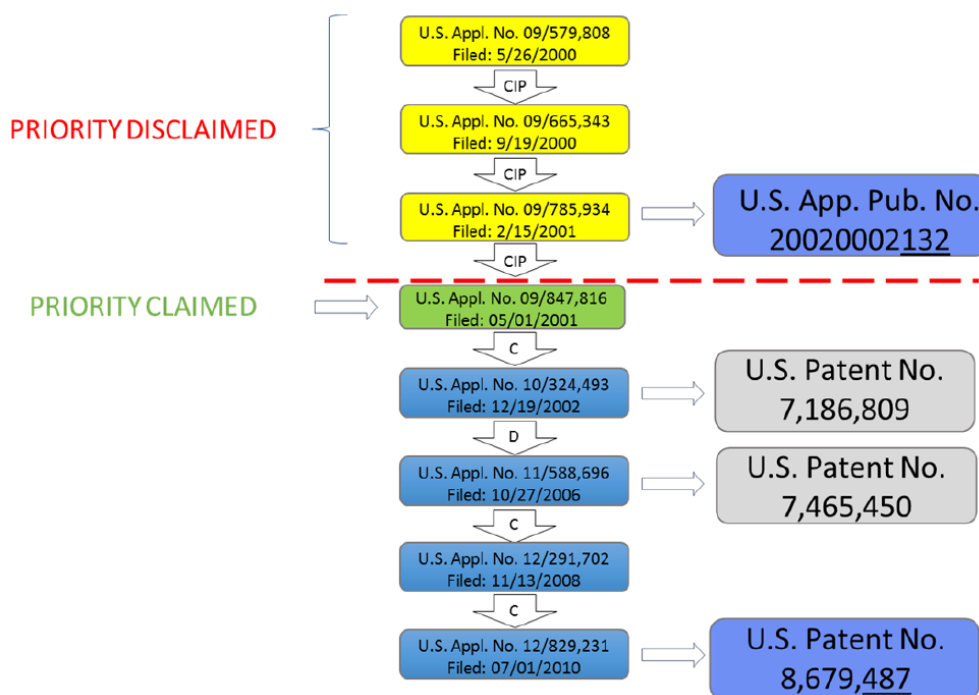 U.S. Appl. No. 09/579,808
Filed: 5/26/2000
CIP
PRIORITY DISCLAIMED
U.S. Appl. No. 09/665,343
Filed: 9/19/2000
CIP
U.S. Appl. No. 09/785,934
Filed: 2/15/2001
U.S. App. Pub. No.
20020002132
CIP
PRIORITY CLAIMED
U.S. Appl. No. 09/847,816
Filed: 05/01/2001
C
U.S. Appl. No. 10/324,493
Filed: 12/19/2002
U.S. Patent No.
7,186,809
D
U.S. Appl. No. 11/588,696
Filed: 10/27/2006
U.S. Patent No.
7,465,450
C
U.S. Appl. No. 12/291,702
Filed: 11/13/2008
C
U.S. Appl. No. 12/829,231
Filed: 07/01/2010
U.S. Patent No.
8,679,487